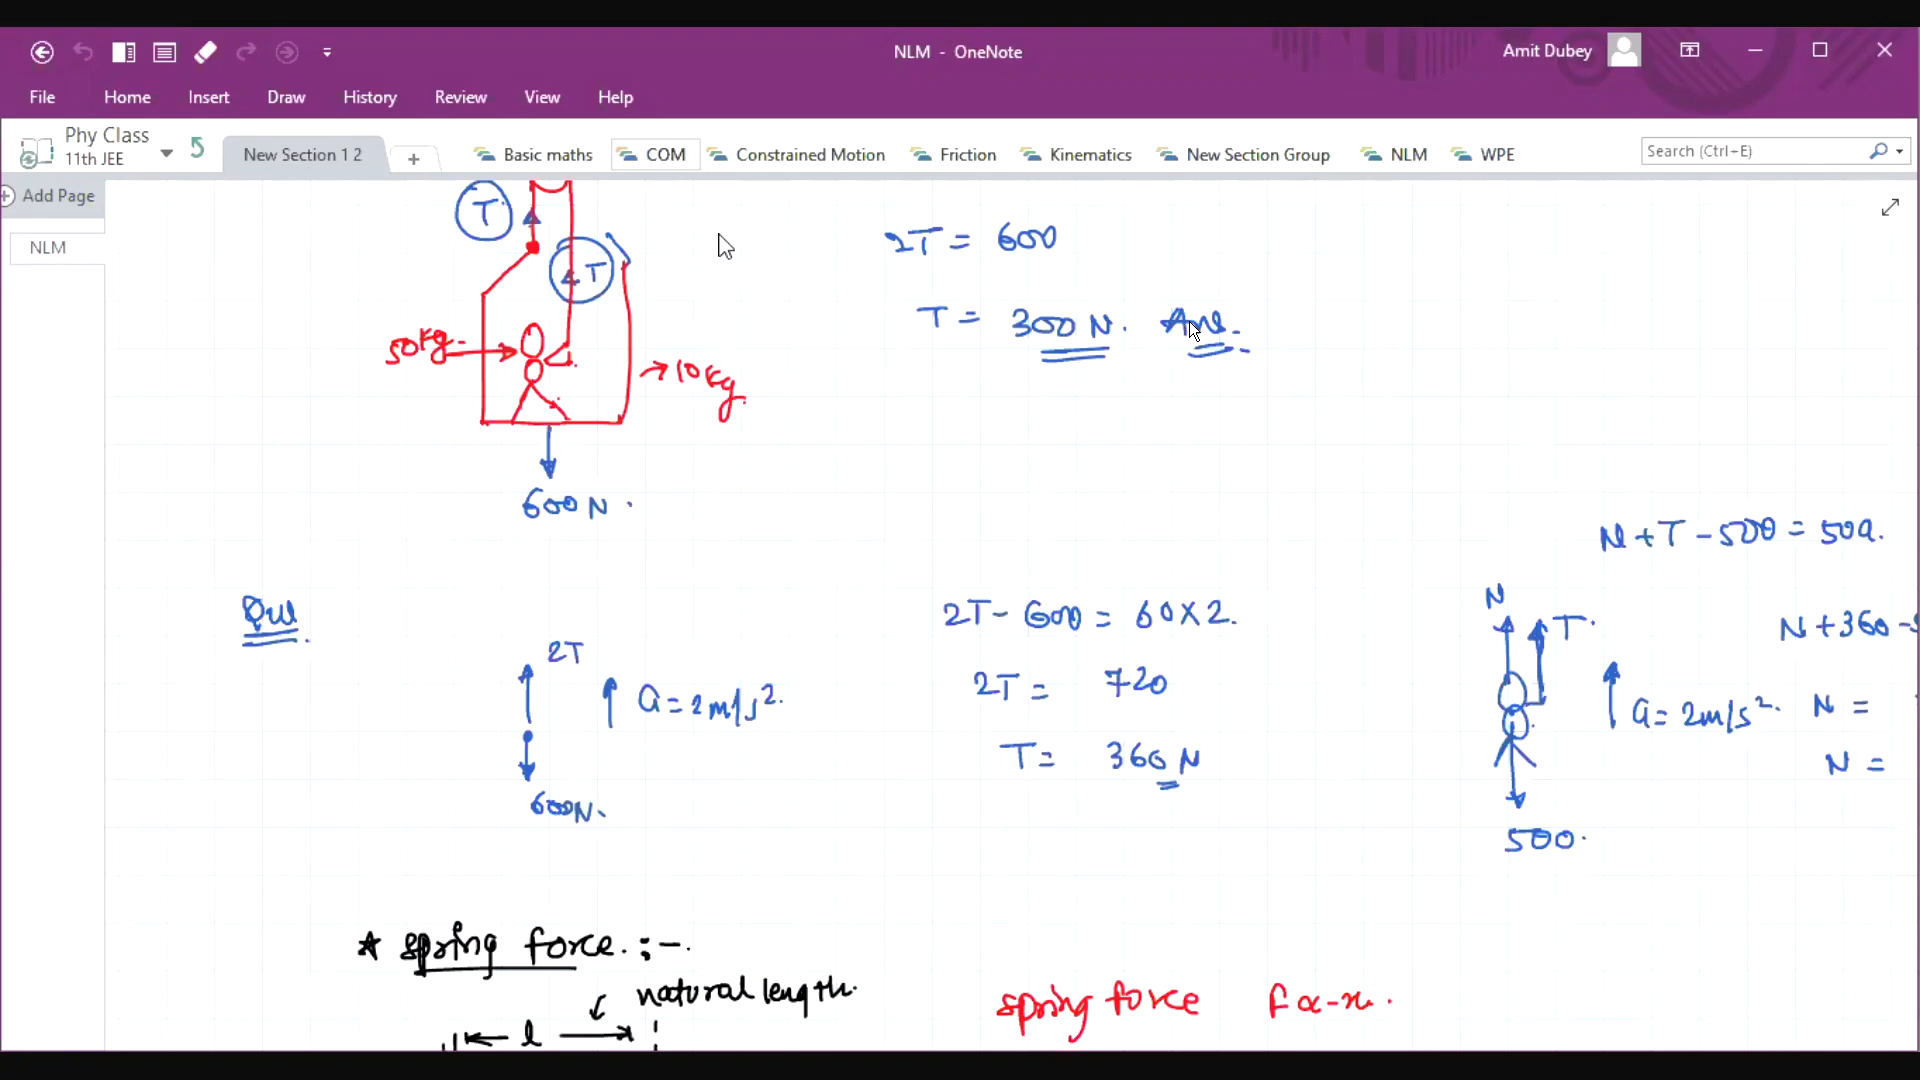 NLM - OneNote
Amit Dubey
File Home Insert Draw History Review View Help
Phy Class
11th JEE
New Section 1 2
+
Basic maths
COM
Constrained Motion
Friction
Kinematics
New Section Group
NLM
WPE
Search (Ctrl+E)
Add Page
NLM
T
T
50kg
10kg.
600N.
2T = 600
T = 300 N. Ans.
2T
a = 2m/s².
600N.
2T - 600 = 60×2.
2T = 720
T = 360 N
N + T - 500 = 50a.
N
T.
a = 2m/s².
500.
N + 360 -
N =
N =
* spring force. :-.
natural length.
l
spring force F α -x.